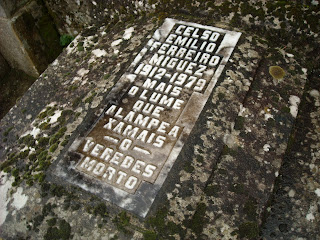 CELSO
EMILIO
FERREIRO
MIGUEZ
1912-1979
MAIS
O LUME
QUE
ALAMPEA
XAMAIS
- O -
VEREDES
MORTO